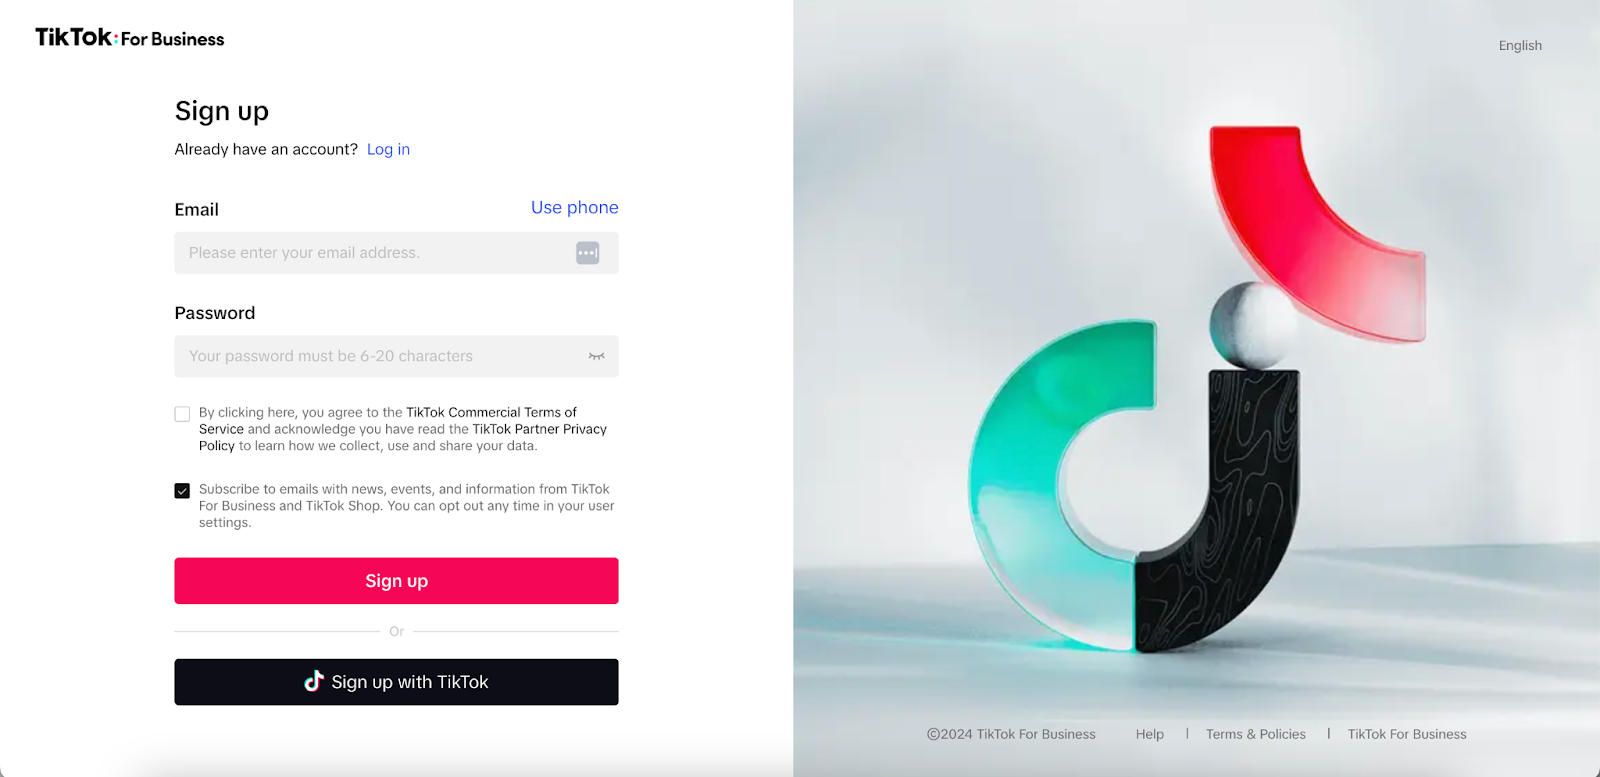 TikTok:For Business
English
Sign up
Already have an account? Log in
Email
Use phone
Please enter your email address.
Password
Your password must be 6-20 characters
By clicking here, you agree to the TikTok Commercial Terms of
Service and acknowledge you have read the TikTok Partner Privacy
Policy to learn how we collect, use and share your data.
Subscribe to emails with news, events, and information from TikTok
For Business and TikTok Shop. You can opt out any time in your user
settings.
Sign up
Or
Sign up with TikTok
©2024 TikTok For Business Help | Terms & Policies | TikTok For Business